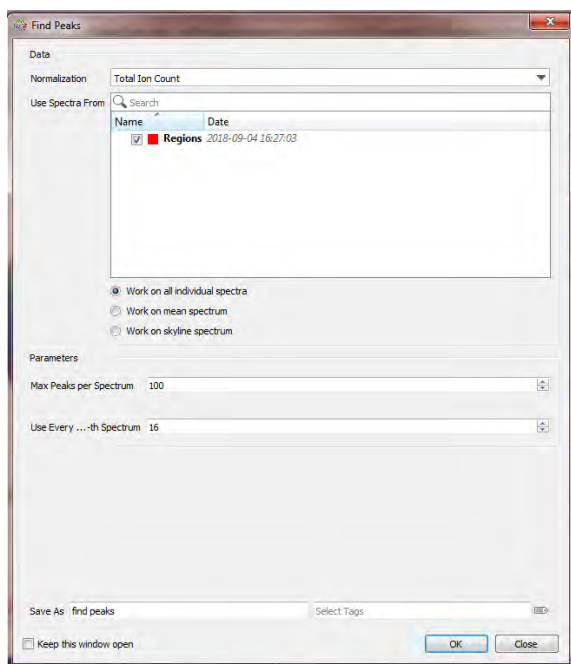 Find Peaks
Data
Normalization Total Ion Count
Use Spectra From Search
Name Date
Regions 2018-09-04 16:27:03
Work on all individual spectra
Work on mean spectrum
Work on skyline spectrum
Parameters
Max Peaks per Spectrum 100
Use Every ...-th Spectrum 16
Save As find peaks Select Tags
Keep this window open OK Close